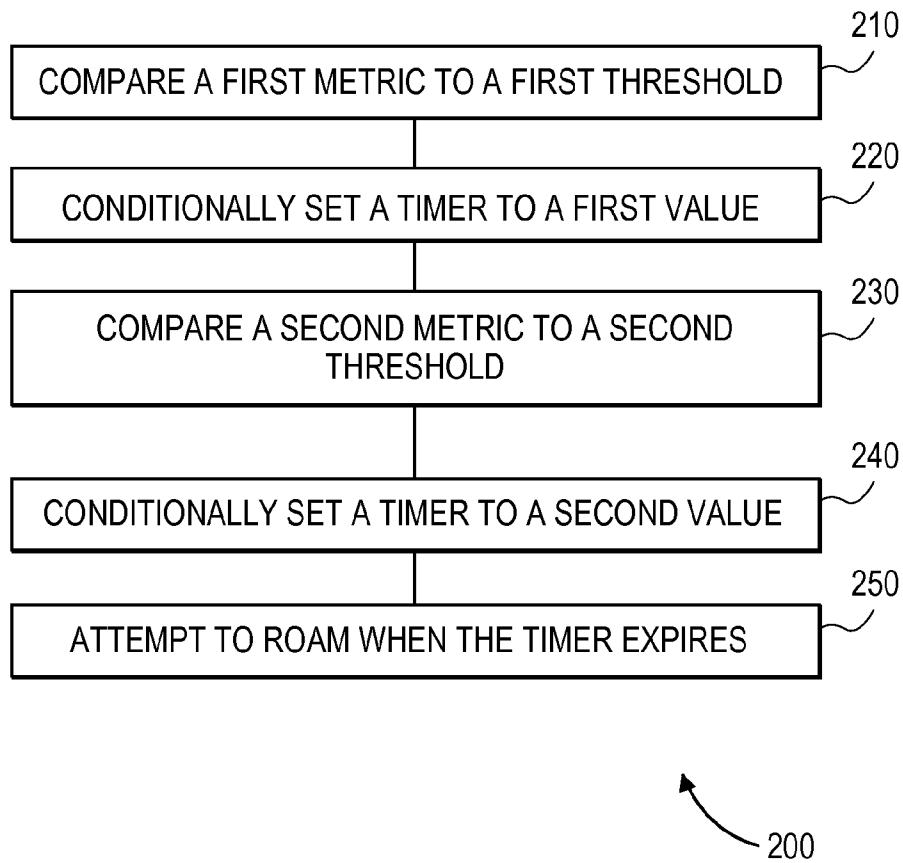 210
COMPARE A FIRST METRIC TO A FIRST THRESHOLD
220
CONDITIONALLY SET A TIMER TO A FIRST VALUE
230
COMPARE A SECOND METRIC TO A SECOND
THRESHOLD
240
CONDITIONALLY SET A TIMER TO A SECOND VALUE
250
ATTEMPT TO ROAM WHEN THE TIMER EXPIRES
200